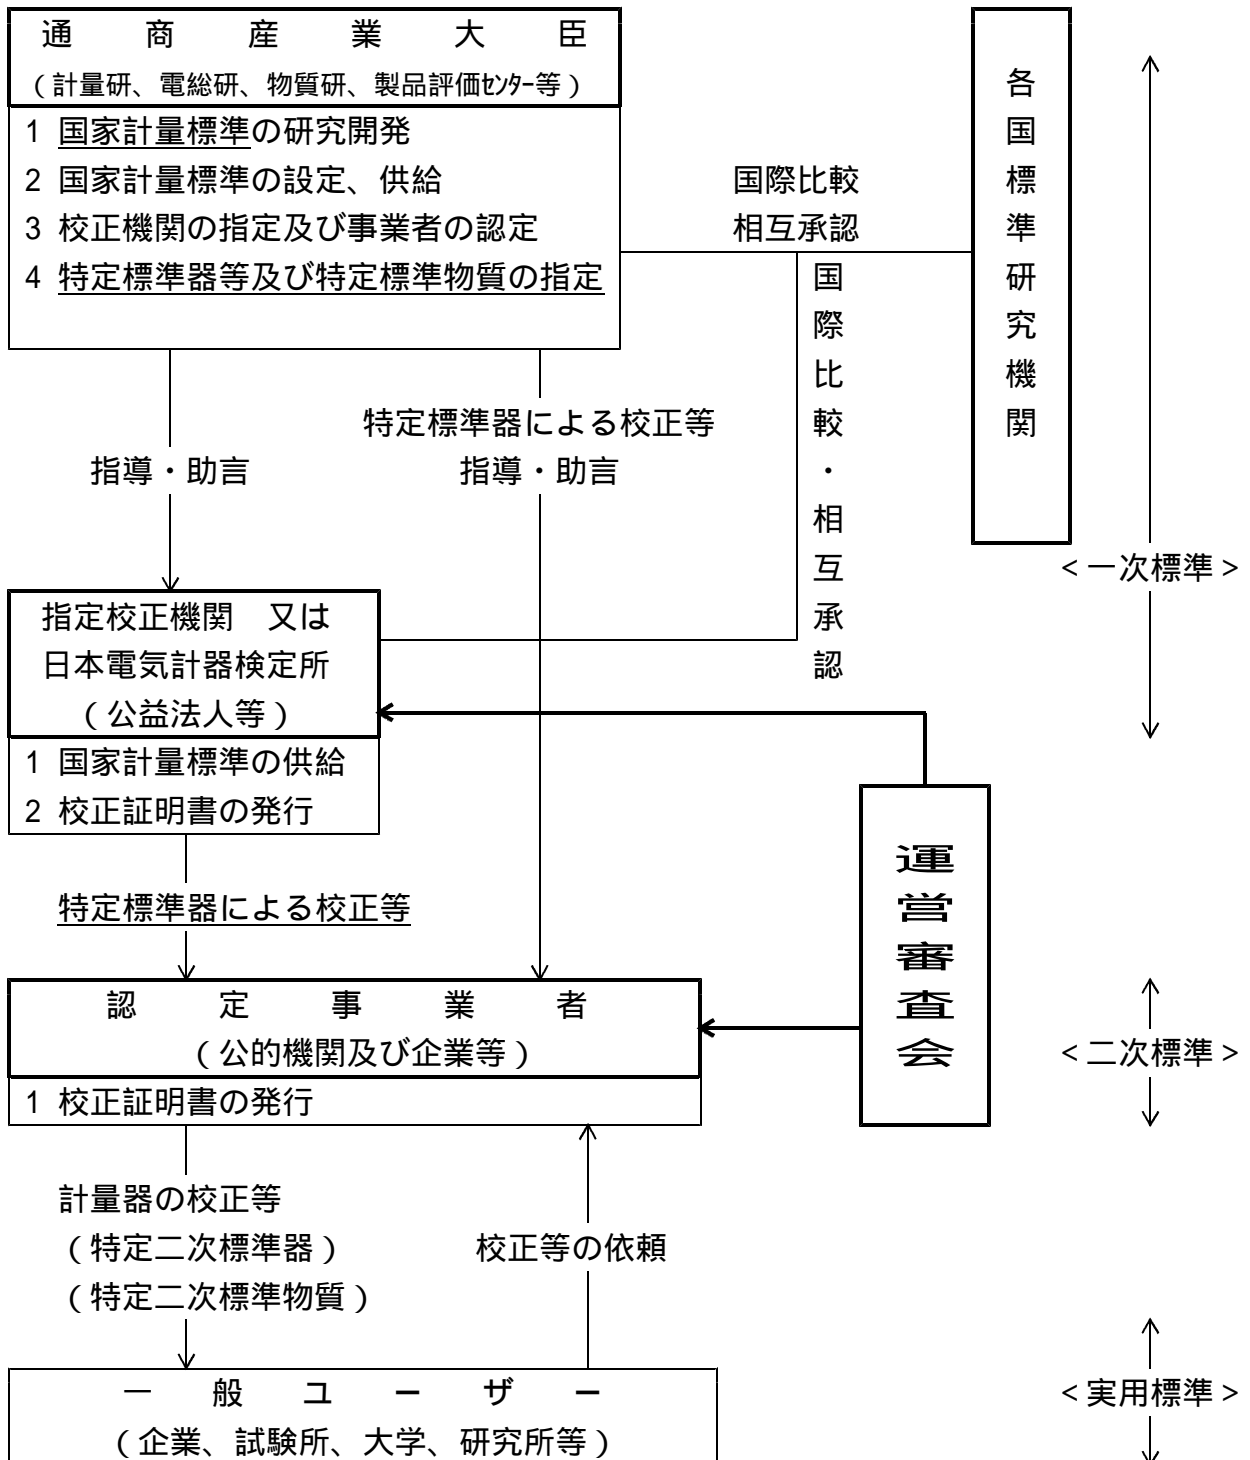 通商産業大臣
（計量研、電総研、物質研、製品評価ｾﾝﾀｰ等）
1 国家計量標準の研究開発
2 国家計量標準の設定、供給
3 校正機関の指定及び事業者の認定
4 特定標準器等及び特定標準物質の指定
国際比較
相互承認
各国標準研究機関
国際比較・相互承認
特定標準器による校正等
指導・助言
指導・助言
<一次標準>
指定校正機関　又は
日本電気計器検定所
（公益法人等）
1 国家計量標準の供給
2 校正証明書の発行
運営審査会
特定標準器による校正等
認定事業者
（公的機関及び企業等）
1 校正証明書の発行
<二次標準>
計量器の校正等
（特定二次標準器）
（特定二次標準物質）
校正等の依頼
一般ユーザー
（企業、試験所、大学、研究所等）
<実用標準>